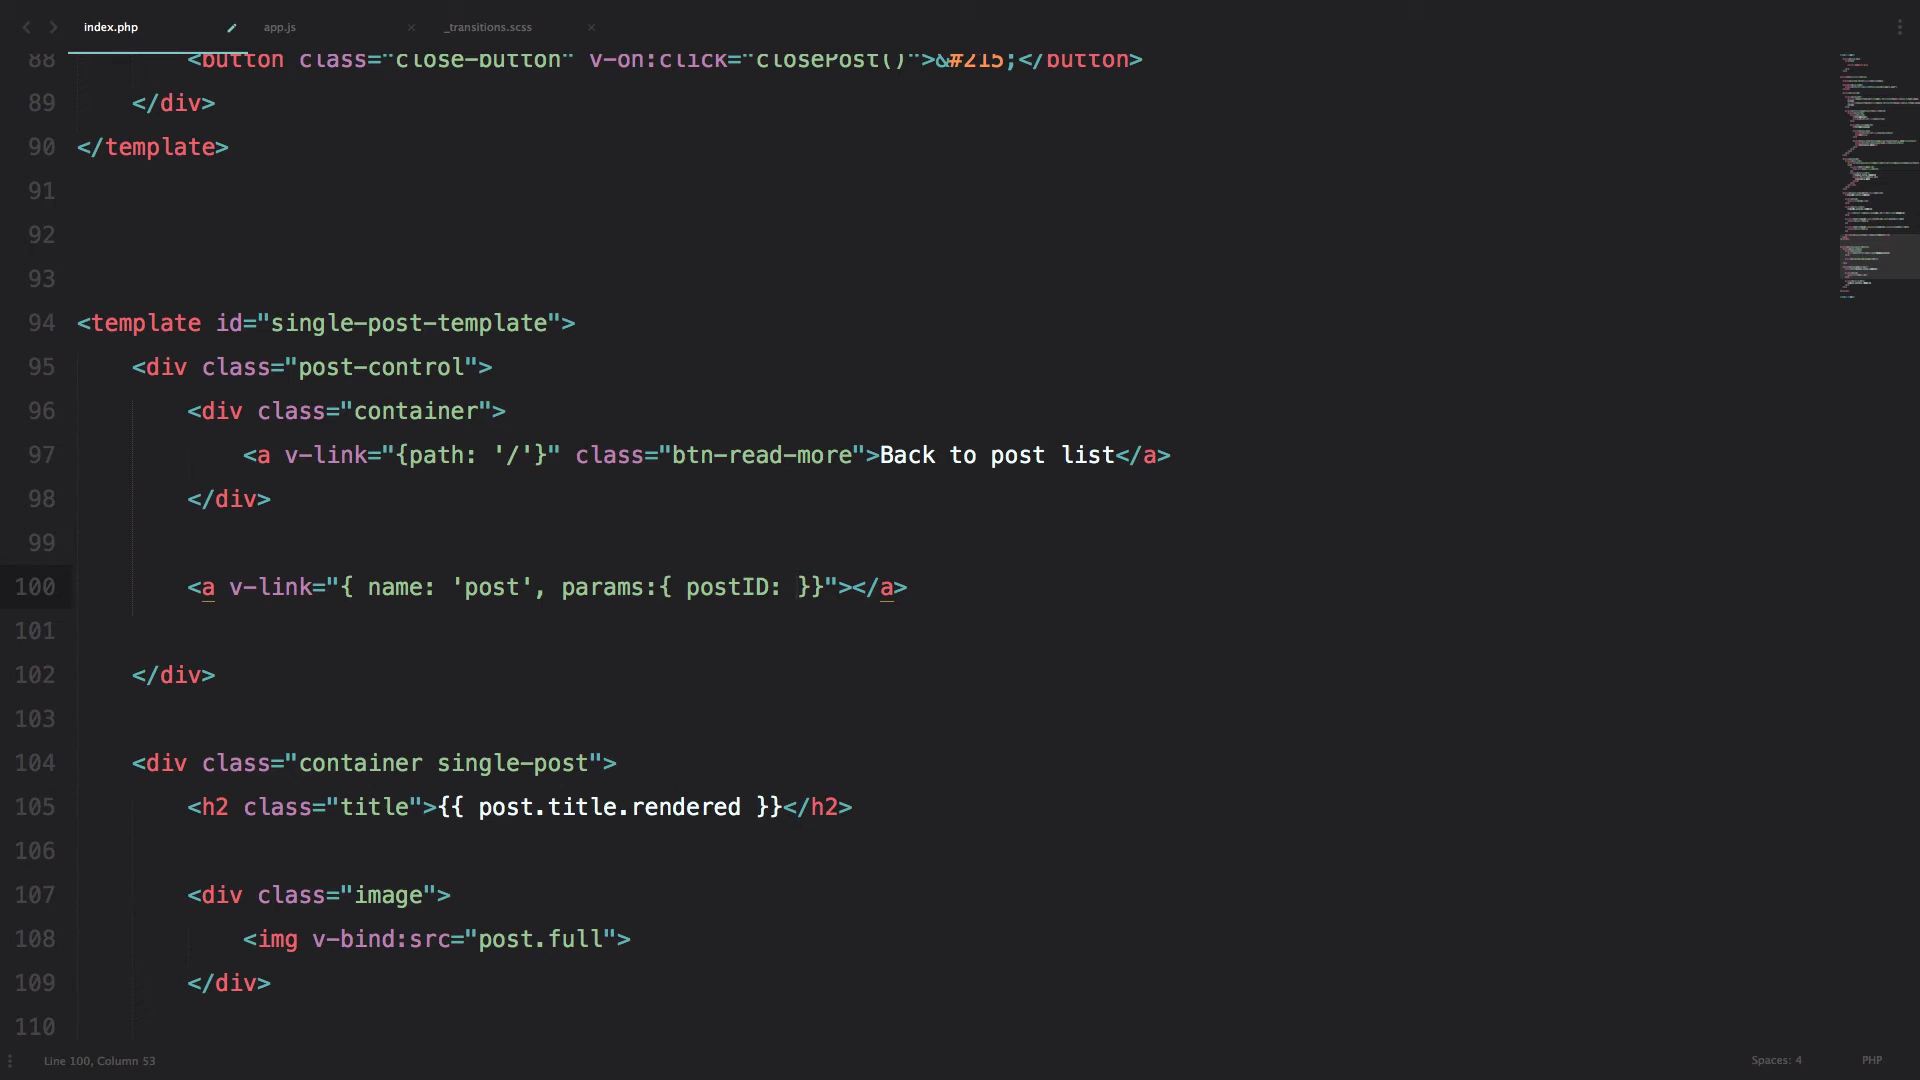 index.php app.js _transitions.scss
88 <button class="close-button" v-on:click="closePost()">&#215;</button>
89 </div>
90 </template>
91
92
93
94 <template id="single-post-template">
95 <div class="post-control">
96 <div class="container">
97 <a v-link="{path: '/'}" class="btn-read-more">Back to post list</a>
98 </div>
99
100 <a v-link="{ name: 'post', params:{ postID: }}"></a>
101
102 </div>
103
104 <div class="container single-post">
105 <h2 class="title">{{ post.title.rendered }}</h2>
106
107 <div class="image">
108 <img v-bind:src="post.full">
109 </div>
110
Line 100, Column 53 Spaces: 4 PHP